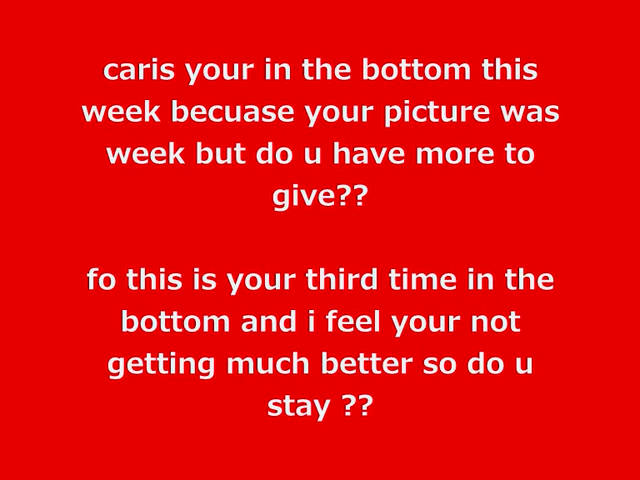 caris your in the bottom this
week becuase your picture was
week but do u have more to
give??
fo this is your third time in the
bottom and i feel your not
getting much better so do u
stay ??